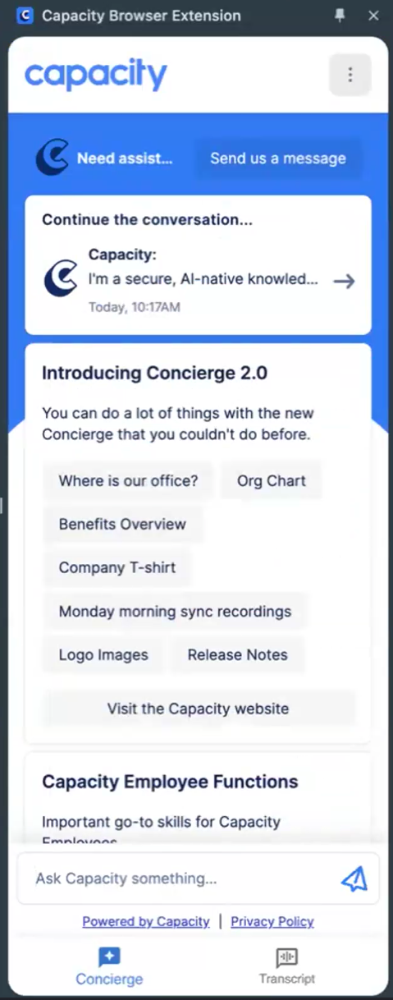 Capacity Browser Extension
capacity
Need assist...
Send us a message
Continue the conversation...
Capacity:
I'm a secure, AI-native knowled...
Today, 10:17AM
Introducing Concierge 2.0
You can do a lot of things with the new
Concierge that you couldn't do before.
Where is our office?
Org Chart
Benefits Overview
Company T-shirt
Monday morning sync recordings
Logo Images
Release Notes
Visit the Capacity website
Capacity Employee Functions
Important go-to skills for Capacity
Employees
Ask Capacity something...
Powered by Capacity | Privacy Policy
Concierge
Transcript